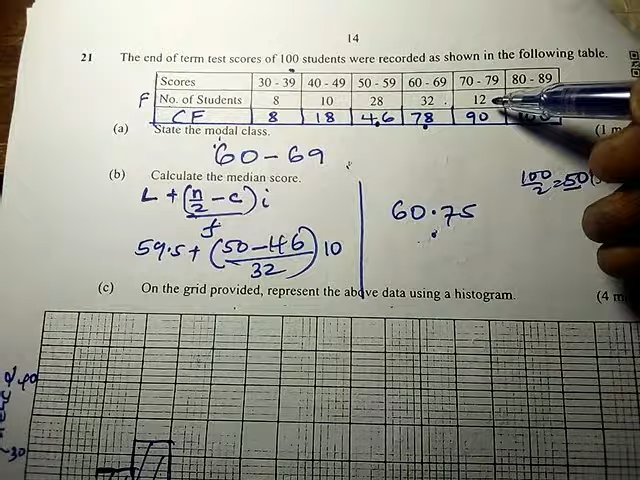 14
21 The end of term test scores of 100 students were recorded as shown in the following table.
Scores 30 - 39 40 - 49 50 - 59 60 - 69 70 - 79 80 - 89
F No. of Students 8 10 28 32 12
CF 8 18 46 78 90
(a) State the modal class. (1 m
60 - 69
(b) Calculate the median score.
100/2 = 50
L + (n/2 - c / f) i
60.75
59.5 + (50 - 46 / 32) 10
(c) On the grid provided, represent the above data using a histogram. (4 m
40
30